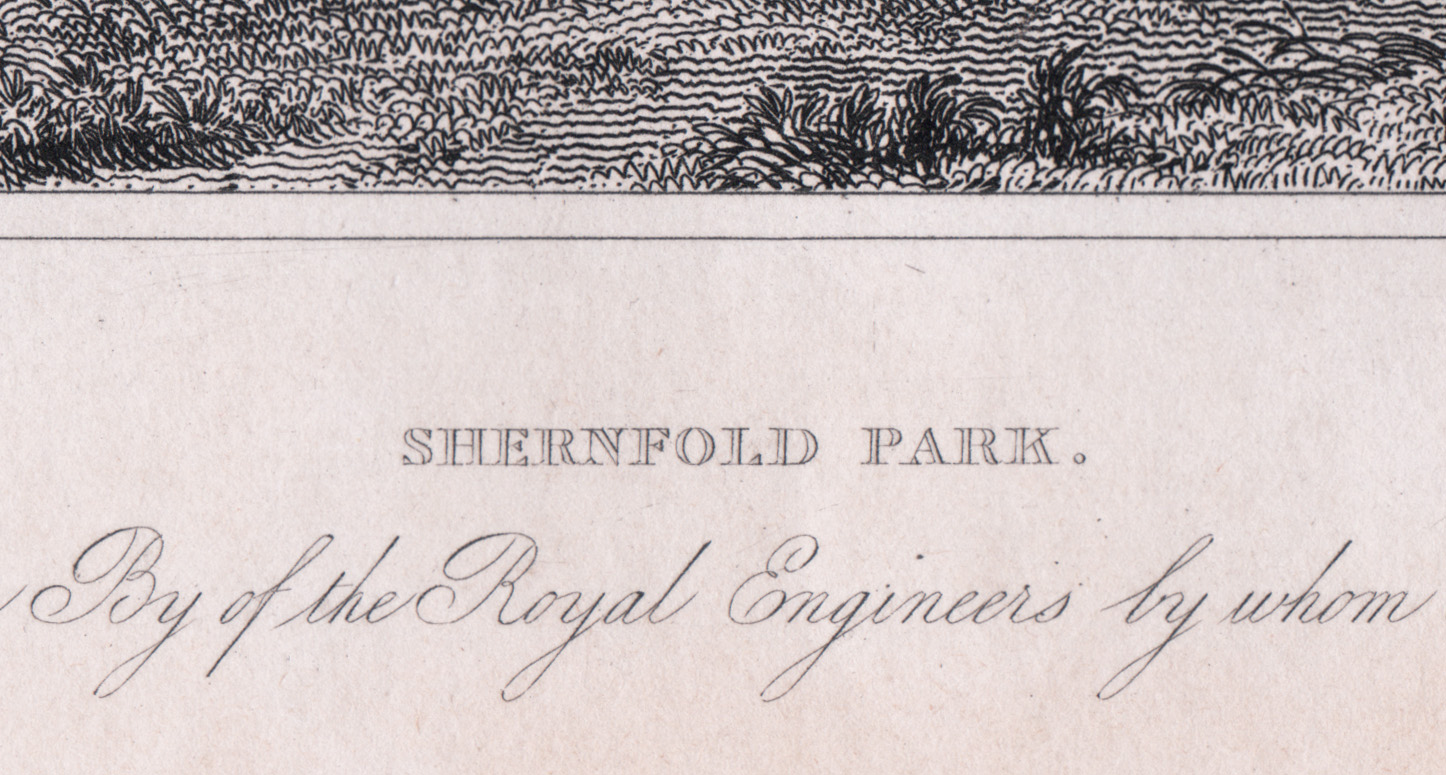 SHERNFOLD PARK.
By of the Royal Engineers by whom